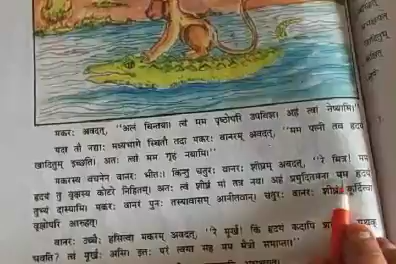 मकरः अवदत्, "अलं चिन्तया। त्वं मम पृष्ठोपरि उपविश। अहं त्वां नेष्यामि।"
यदा तौ नद्याः मध्यभागे स्थितौ तदा मकरः वानरम् अवदत्, "मम पत्नी तव हृदयं
खादितुम् इच्छति। अतः त्वां मम गृहं नयामि।"
मकरस्य वचनेन वानरः भीतः। किन्तु चतुरः वानरः शीघ्रम् अवदत्, "रे मित्र! मम
हृदयं तु वृक्षस्य कोटरे निहितम्। अतः त्वं शीघ्रं मां तत्र नय। अहं मम हृदयं
तुभ्यं दास्यामि। मकरः वानरं पुनः आनीतवान्। चतुरः वानरः शीघ्रं कूर्दित्वा
वृक्षोपरि आरूहत्।
वानरः उच्चैः हसित्वा मकरम् अवदत्, "रे मूर्ख! किं हृदयं कदापि
भवति? त्वं मूर्खः असि। इतः परं त्वया सह मम मैत्री समाप्ता।"